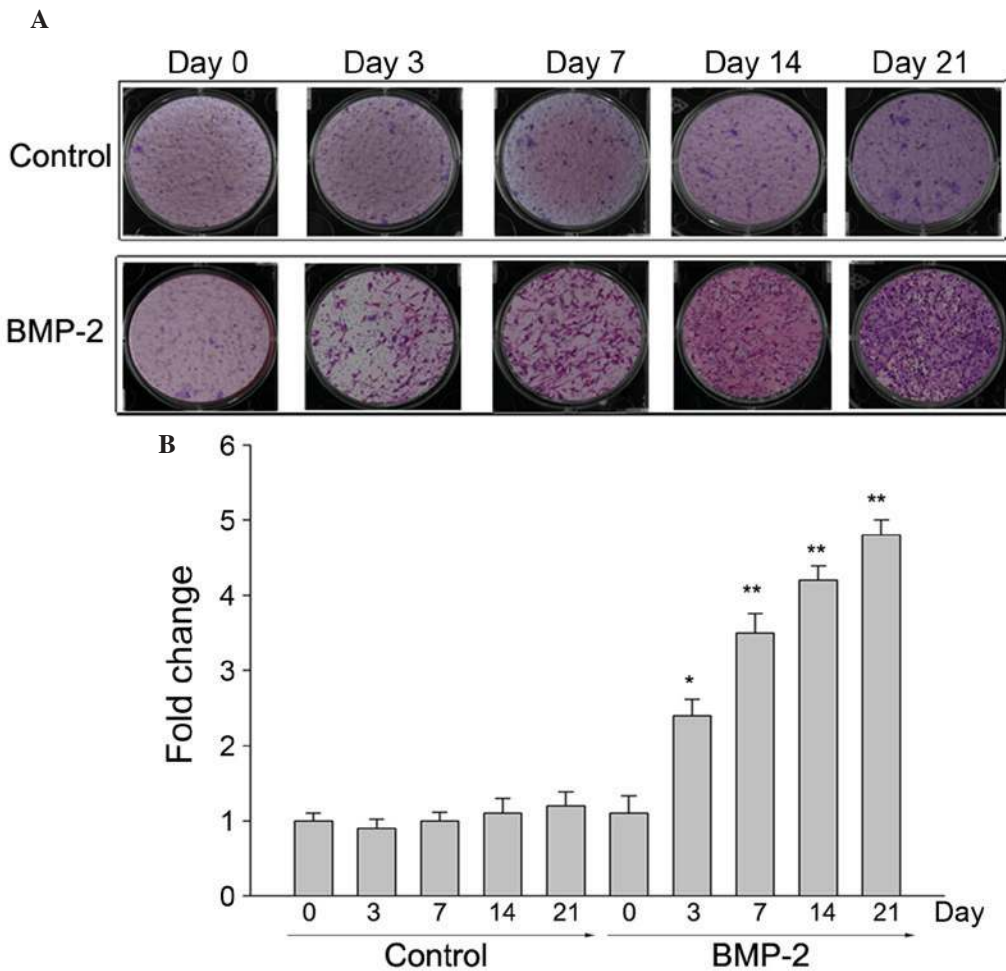 A
Day 0 Day 3 Day 7 Day 14 Day 21
Control
BMP-2
B
6
5
4
3
2
1
0
Fold change
*
**
**
**
0 3 7 14 21 0 3 7 14 21 Day
Control BMP-2